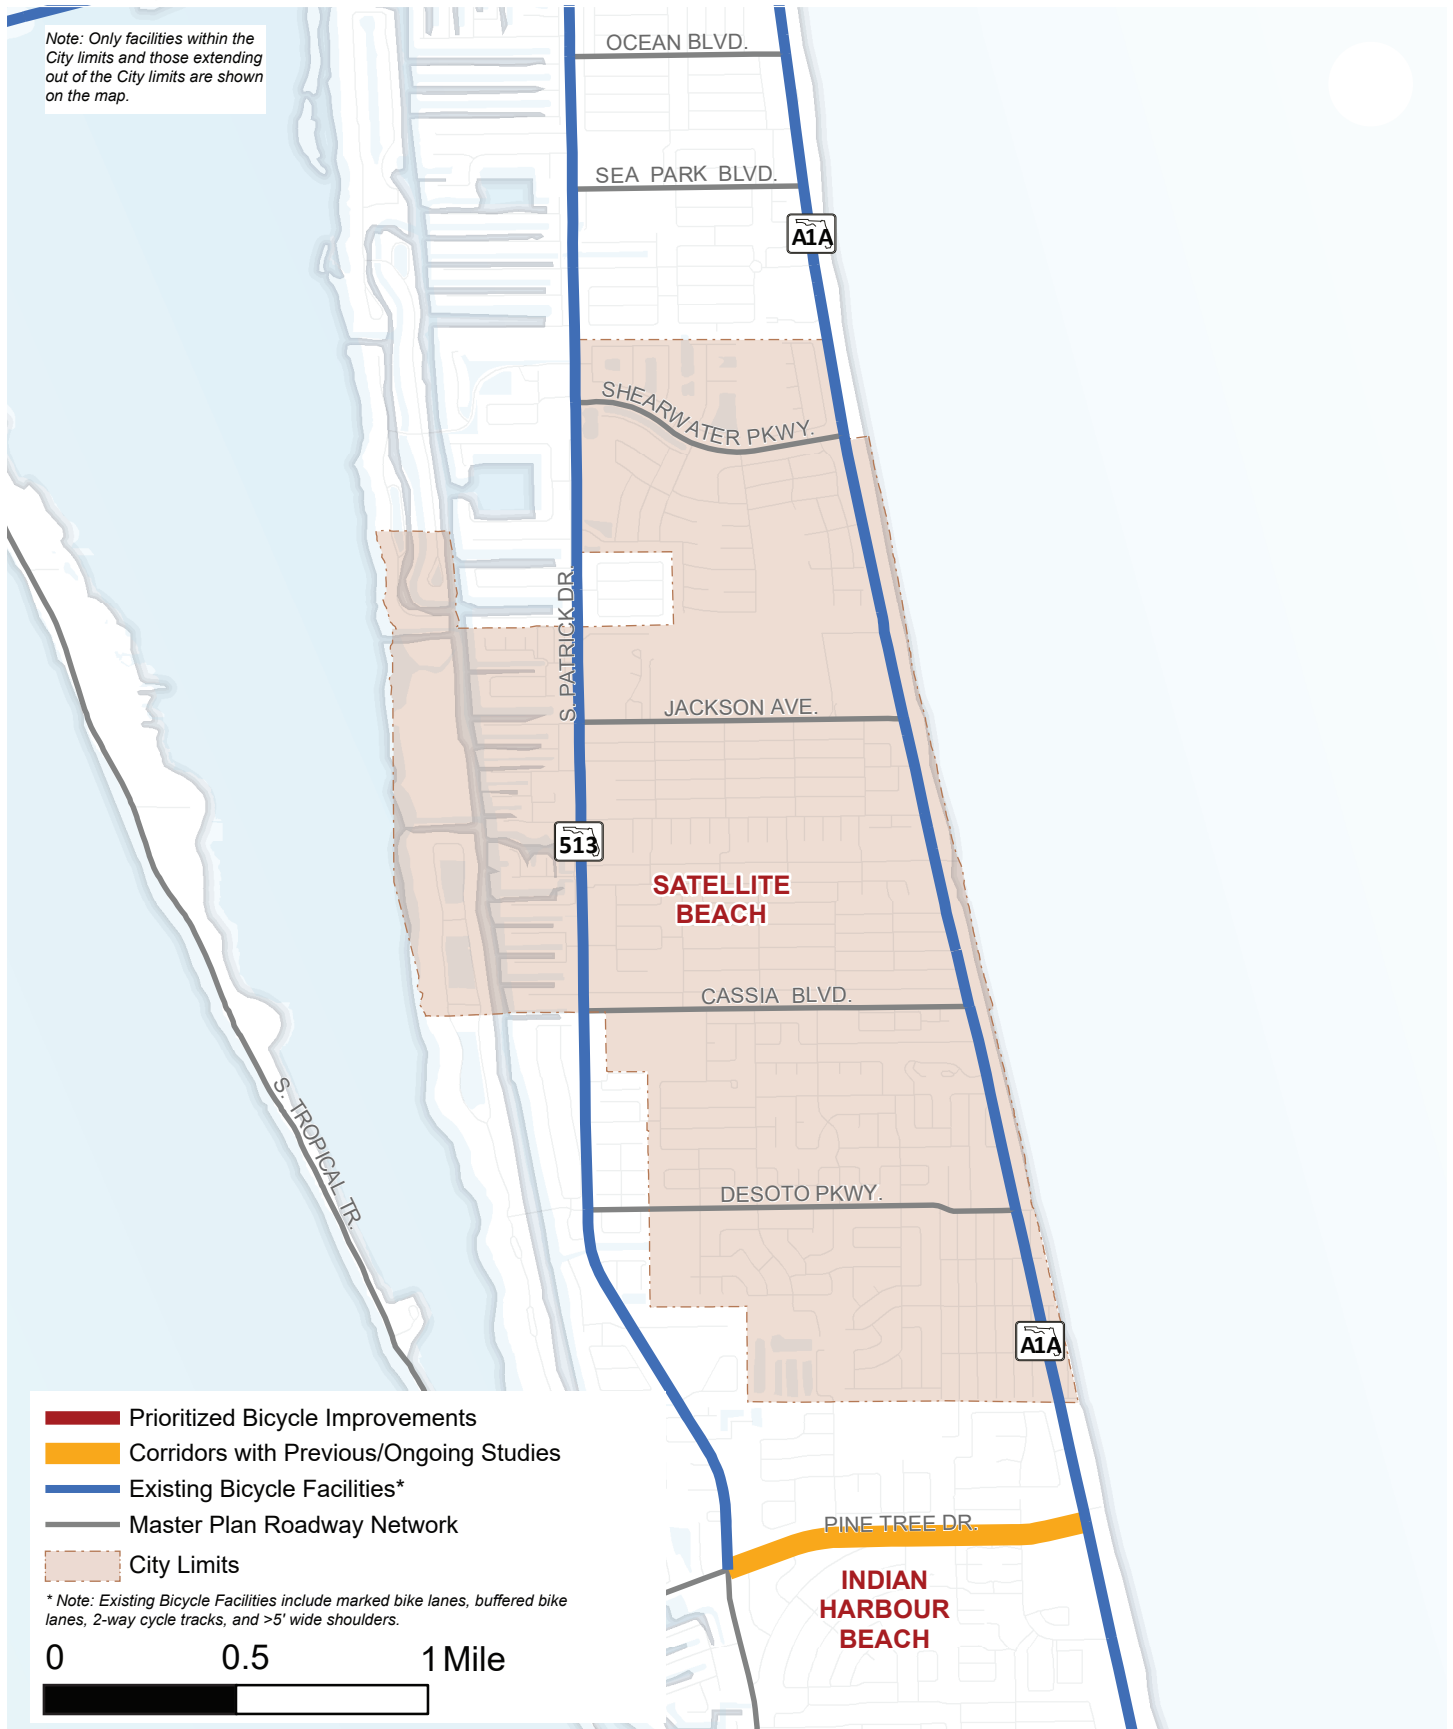 Note: Only facilities within the
City limits and those extending
out of the City limits are shown
on the map.
OCEAN BLVD.
SEA PARK BLVD.
A1A
SHEARWATER PKWY.
S. PATRICK DR.
JACKSON AVE.
513
SATELLITE
BEACH
CASSIA BLVD.
S. TROPICAL TR.
DESOTO PKWY.
A1A
PINE TREE DR.
INDIAN
HARBOUR
BEACH
Prioritized Bicycle Improvements
Corridors with Previous/Ongoing Studies
Existing Bicycle Facilities*
Master Plan Roadway Network
City Limits
* Note: Existing Bicycle Facilities include marked bike lanes, buffered bike
lanes, 2-way cycle tracks, and >5' wide shoulders.
0 0.5 1 Mile